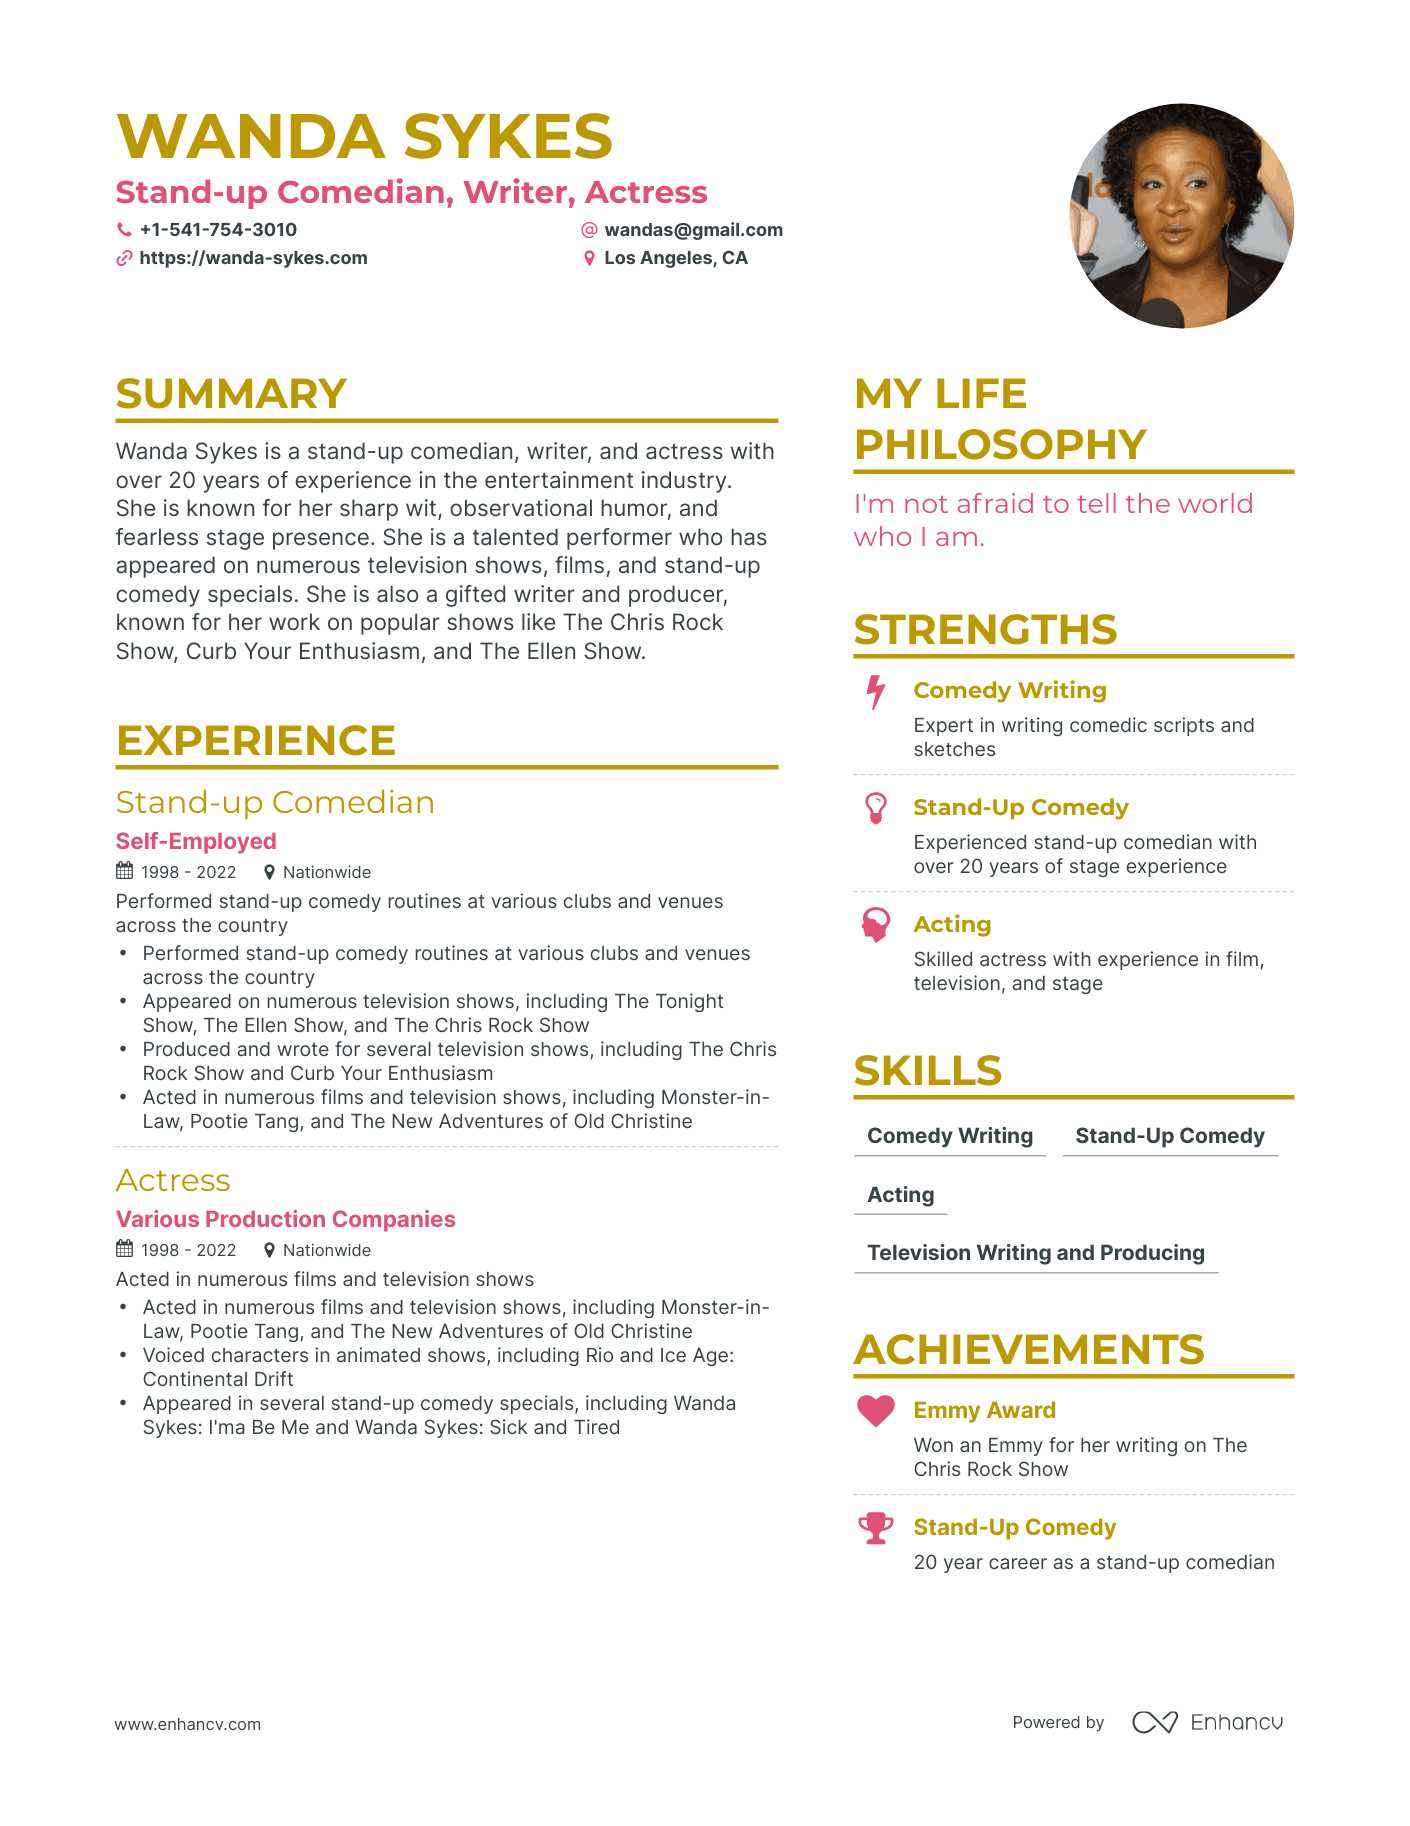 WANDA SYKES
Stand-up Comedian, Writer, Actress
+1-541-754-3010
wandas@gmail.com
https://wanda-sykes.com
Los Angeles, CA
SUMMARY
Wanda Sykes is a stand-up comedian, writer, and actress with
over 20 years of experience in the entertainment industry.
She is known for her sharp wit, observational humor, and
fearless stage presence. She is a talented performer who has
appeared on numerous television shows, films, and stand-up
comedy specials. She is also a gifted writer and producer,
known for her work on popular shows like The Chris Rock
Show, Curb Your Enthusiasm, and The Ellen Show.
EXPERIENCE
Stand-up Comedian
Self-Employed
1998 - 2022 Nationwide
Performed stand-up comedy routines at various clubs and venues
across the country
• Performed stand-up comedy routines at various clubs and venues
across the country
• Appeared on numerous television shows, including The Tonight
Show, The Ellen Show, and The Chris Rock Show
• Produced and wrote for several television shows, including The Chris
Rock Show and Curb Your Enthusiasm
• Acted in numerous films and television shows, including Monster-in-
Law, Pootie Tang, and The New Adventures of Old Christine
Actress
Various Production Companies
1998 - 2022 Nationwide
Acted in numerous films and television shows
• Acted in numerous films and television shows, including Monster-in-
Law, Pootie Tang, and The New Adventures of Old Christine
• Voiced characters in animated shows, including Rio and Ice Age:
Continental Drift
• Appeared in several stand-up comedy specials, including Wanda
Sykes: I'ma Be Me and Wanda Sykes: Sick and Tired
MY LIFE
PHILOSOPHY
I'm not afraid to tell the world
who I am.
STRENGTHS
Comedy Writing
Expert in writing comedic scripts and
sketches
Stand-Up Comedy
Experienced stand-up comedian with
over 20 years of stage experience
Acting
Skilled actress with experience in film,
television, and stage
SKILLS
Comedy Writing Stand-Up Comedy
Acting
Television Writing and Producing
ACHIEVEMENTS
Emmy Award
Won an Emmy for her writing on The
Chris Rock Show
Stand-Up Comedy
20 year career as a stand-up comedian
www.enhancv.com
Powered by Enhancv